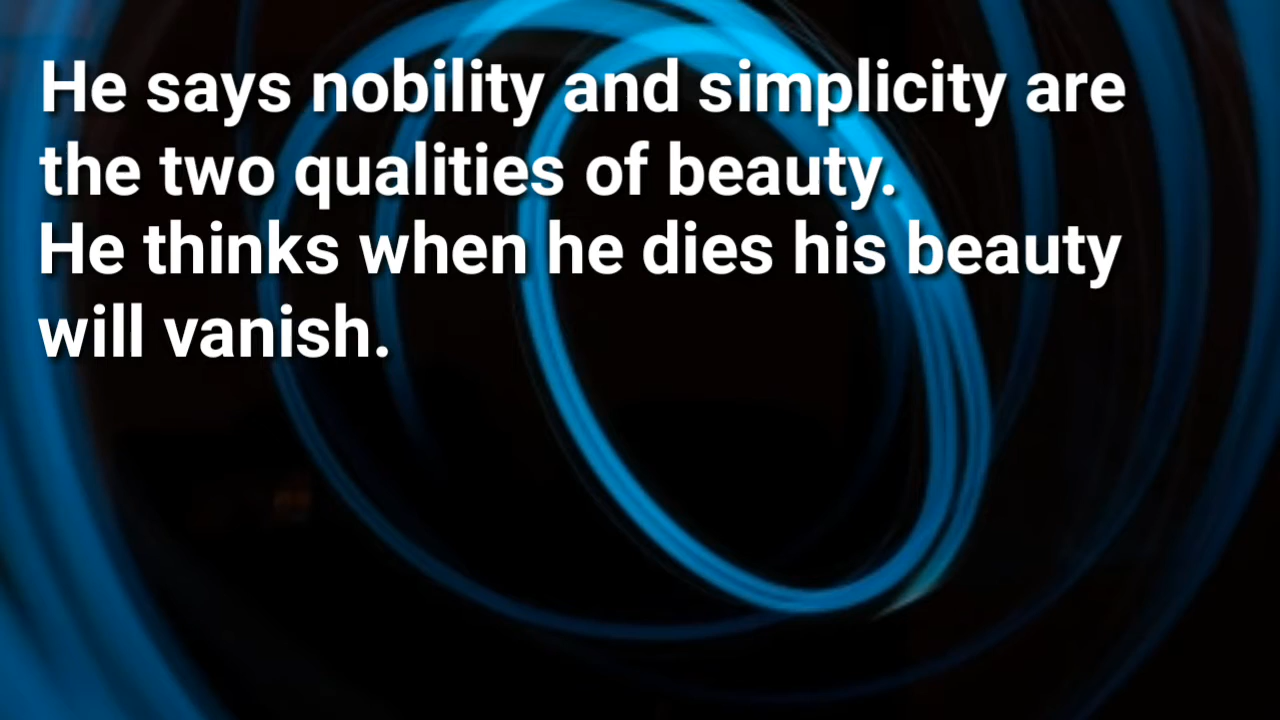 He says nobility and simplicity are
the two qualities of beauty.
He thinks when he dies his beauty
will vanish.